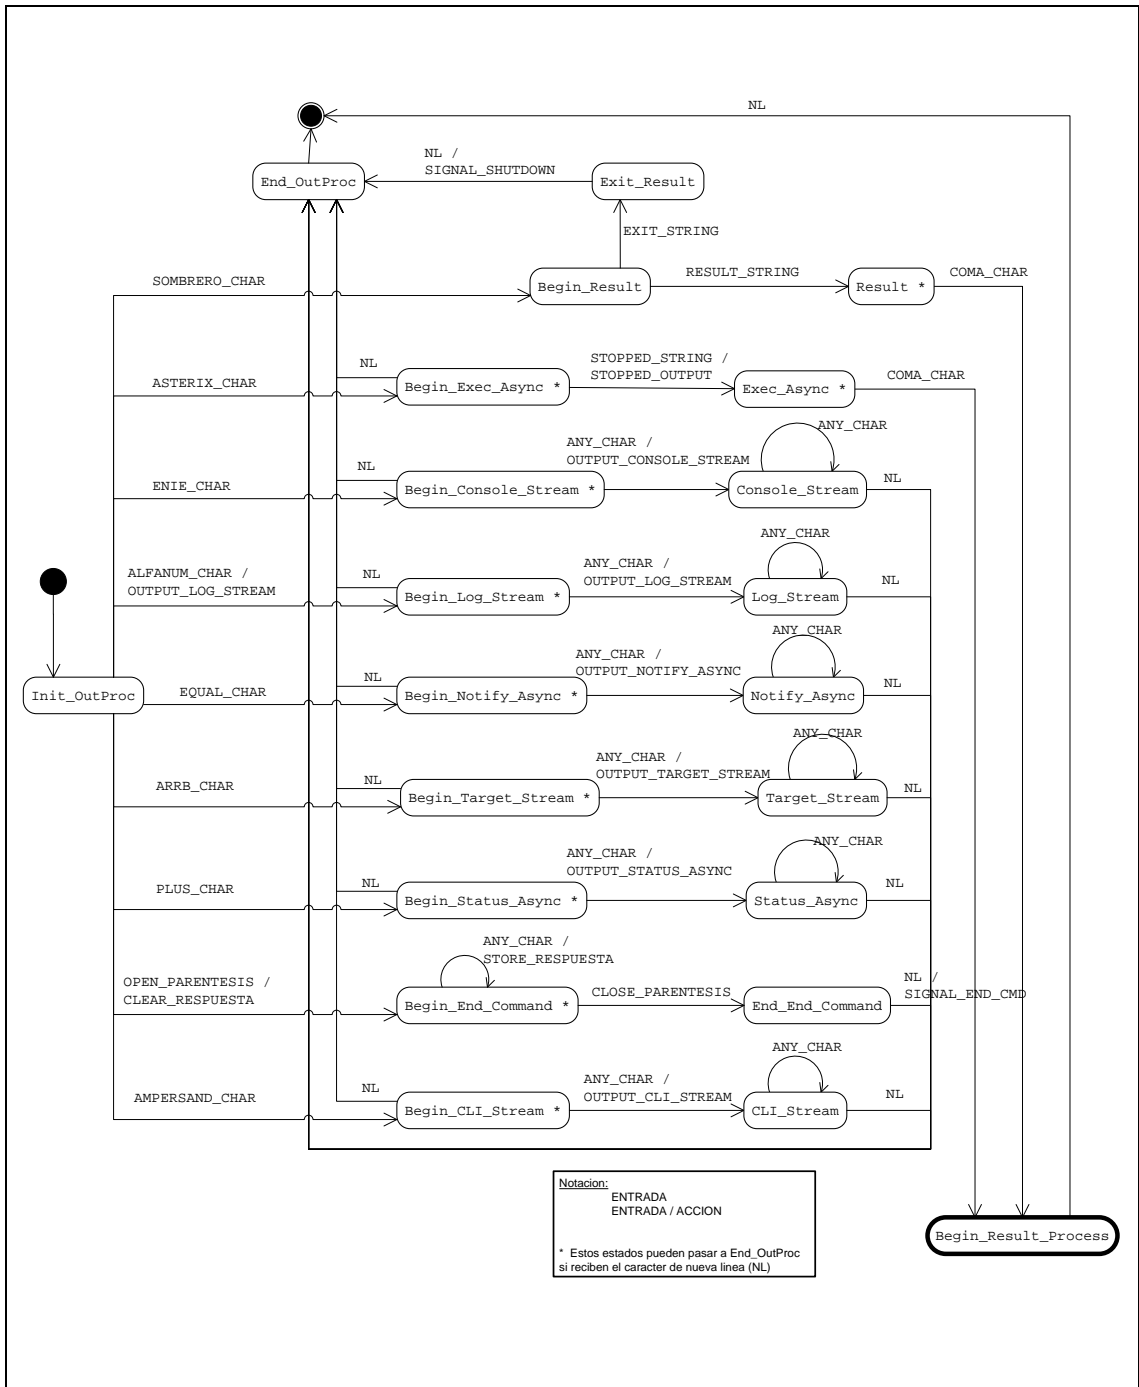 NL
NL /
SIGNAL_SHUTDOWN
End_OutProc
Exit_Result
EXIT_STRING
SOMBRERO_CHAR
Begin_Result
RESULT_STRING
Result *
COMA_CHAR
ASTERIX_CHAR
NL
Begin_Exec_Async *
STOPPED_STRING /
STOPPED_OUTPUT
Exec_Async *
COMA_CHAR
ENIE_CHAR
NL
Begin_Console_Stream *
ANY_CHAR /
OUTPUT_CONSOLE_STREAM
ANY_CHAR
Console_Stream
NL
ALFANUM_CHAR /
OUTPUT_LOG_STREAM
NL
Begin_Log_Stream *
ANY_CHAR /
OUTPUT_LOG_STREAM
ANY_CHAR
Log_Stream
NL
Init_OutProc
EQUAL_CHAR
NL
Begin_Notify_Async *
ANY_CHAR /
OUTPUT_NOTIFY_ASYNC
ANY_CHAR
Notify_Async
NL
ARRB_CHAR
NL
Begin_Target_Stream *
ANY_CHAR /
OUTPUT_TARGET_STREAM
ANY_CHAR
Target_Stream
NL
PLUS_CHAR
NL
Begin_Status_Async *
ANY_CHAR /
OUTPUT_STATUS_ASYNC
ANY_CHAR
Status_Async
NL
OPEN_PARENTESIS /
CLEAR_RESPUESTA
ANY_CHAR /
STORE_RESPUESTA
Begin_End_Command *
CLOSE_PARENTESIS
End_End_Command
NL /
SIGNAL_END_CMD
AMPERSAND_CHAR
NL
Begin_CLI_Stream *
ANY_CHAR /
OUTPUT_CLI_STREAM
ANY_CHAR
CLI_Stream
NL
Notacion:
ENTRADA
ENTRADA / ACCION
* Estos estados pueden pasar a End_OutProc
si reciben el caracter de nueva linea (NL)
Begin_Result_Process